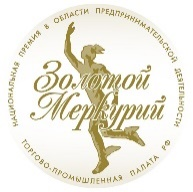 НАЦИОНАЛЬНАЯ ПРЕМИЯ В ОБЛАСТИ ПРЕДПРИНИМАТЕЛЬСКОЙ ДЕЯТЕЛЬНОСТИ
Золотой
Меркурий
ТОРГОВО-ПРОМЫШЛЕННАЯ ПАЛАТА РФ